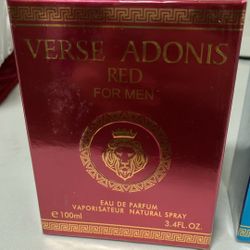 VERSE ADONIS
RED
FOR MEN
EAU DE PARFUM
VAPORISATEUR NATURAL SPRAY
℮100ml 3.4FL.OZ.